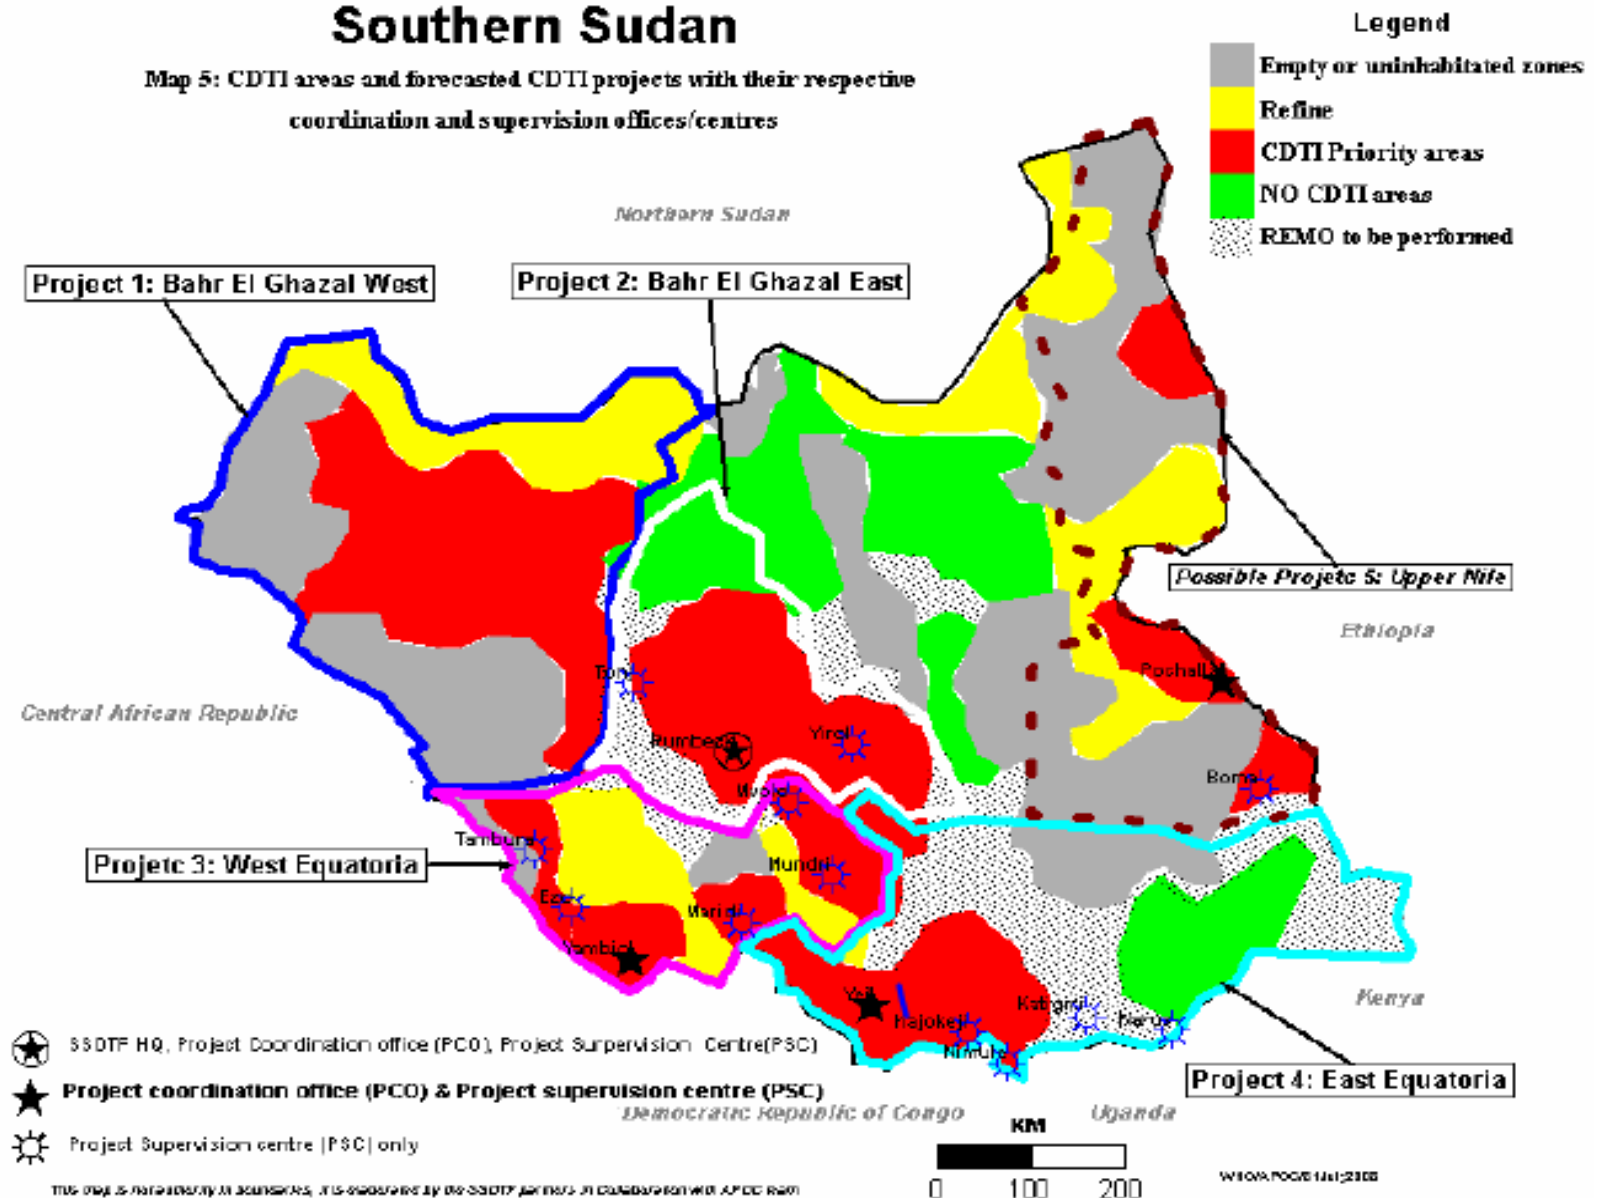 Southern Sudan
Map 5: CDTI areas and forecasted CDTI projects with their respective
coordination and supervision offices/centres
Legend
Empty or uninhabitated zones
Refine
CDTI Priority areas
NO CDTI areas
REMO to be performed
Northern Sudan
Project 1: Bahr El Ghazal West
Project 2: Bahr El Ghazal East
Possible Projetc 5: Upper Nile
Ethiopia
Pochalla
Central African Republic
Rumbezk
Yirol
Boma
Tambura
Projetc 3: West Equatoria
Mundri
Ezo
Maridi
Yambio
Yei
Kajokeji
Nimule
Kenya
Project 4: East Equatoria
SSOTF HQ, Project Coordination office (PCO), Project Surpervision Centre(PSC)
Project coordination office (PCO) & Project supervision centre (PSC)
Democratic Republic of Congo
Uganda
Project Supervision centre (PSC) only
KM
0 100 200